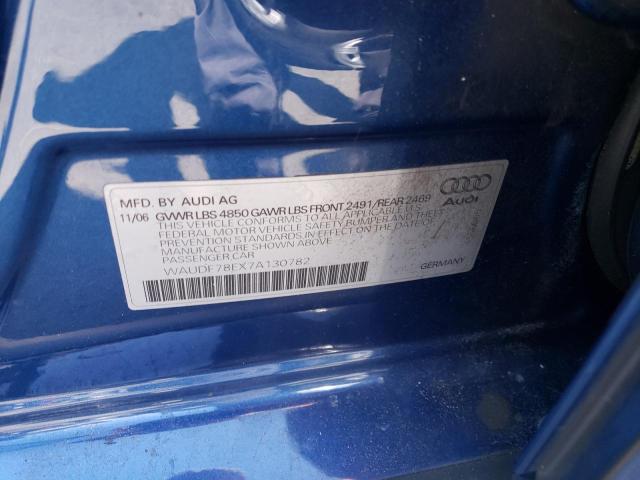 MFD. BY AUDI AG
11/06 GVWR LBS 4850 GAWR LBS FRONT 2491/REAR 2469
THIS VEHICLE CONFORMS TO ALL APPLICABLE U.S.
FEDERAL MOTOR VEHICLE SAFETY, BUMPER, AND THEFT
PREVENTION STANDARDS IN EFFECT ON THE DATE OF
MANUFACTURE SHOWN ABOVE
PASSENGER CAR
WAUDF78EX7A130782
Audi
GERMANY